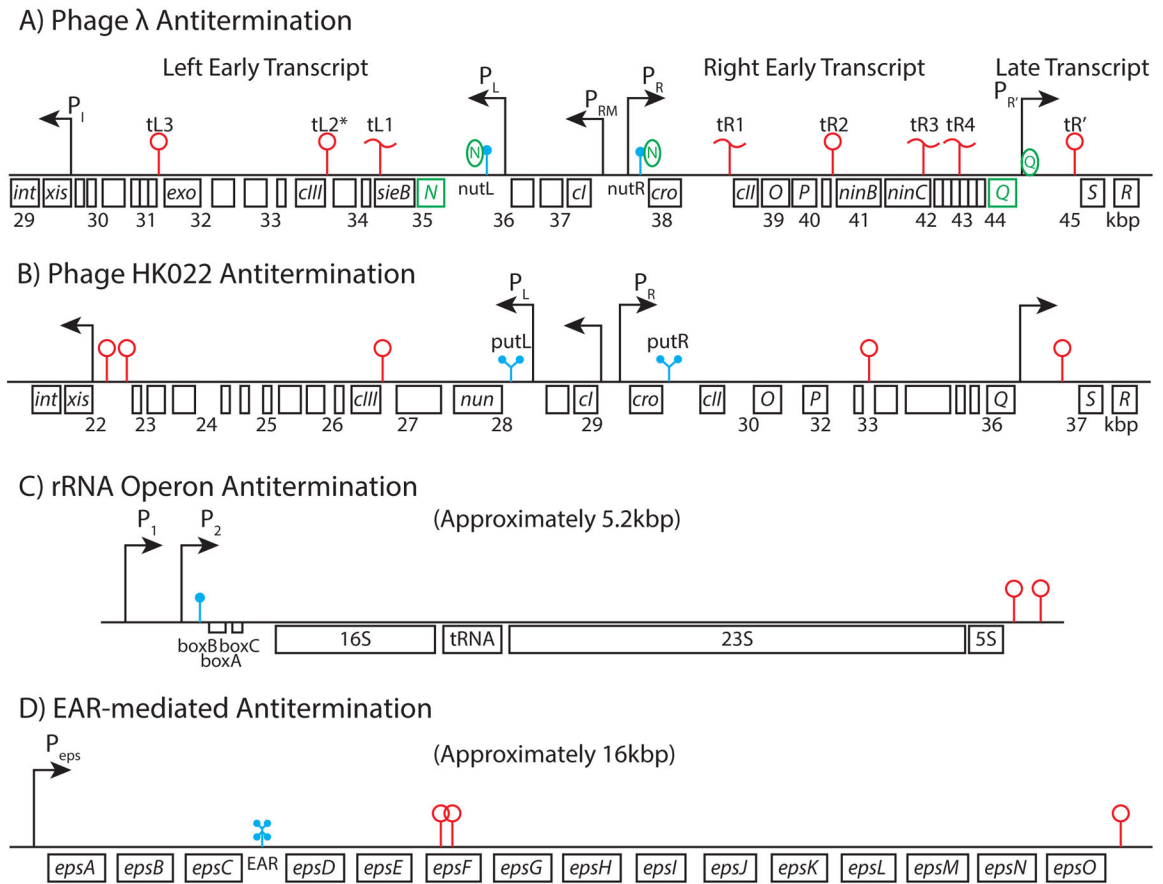 A) Phage λ Antitermination
Left Early Transcript
Right Early Transcript
Late Transcript
PI tL3 tL2* tL1 PL PRM PR tR1 tR2 tR3 tR4 PR' tR'
N N Q
nutL nutR
int xis exo cIII sieB N cI cro cII O P ninB ninC Q S R
29 30 31 32 33 34 35 36 37 38 39 40 41 42 43 44 45 kbp
B) Phage HK022 Antitermination
PL PR
putL putR
int xis cIII nun cI cro cII O P Q S R
22 23 24 25 26 27 28 29 30 32 33 36 37 kbp
C) rRNA Operon Antitermination
(Approximately 5.2kbp)
P1 P2
boxB boxC
boxA
16S tRNA 23S 5S
D) EAR-mediated Antitermination
(Approximately 16kbp)
Peps
epsA epsB epsC EAR epsD epsE epsF epsG epsH epsI epsJ epsK epsL epsM epsN epsO